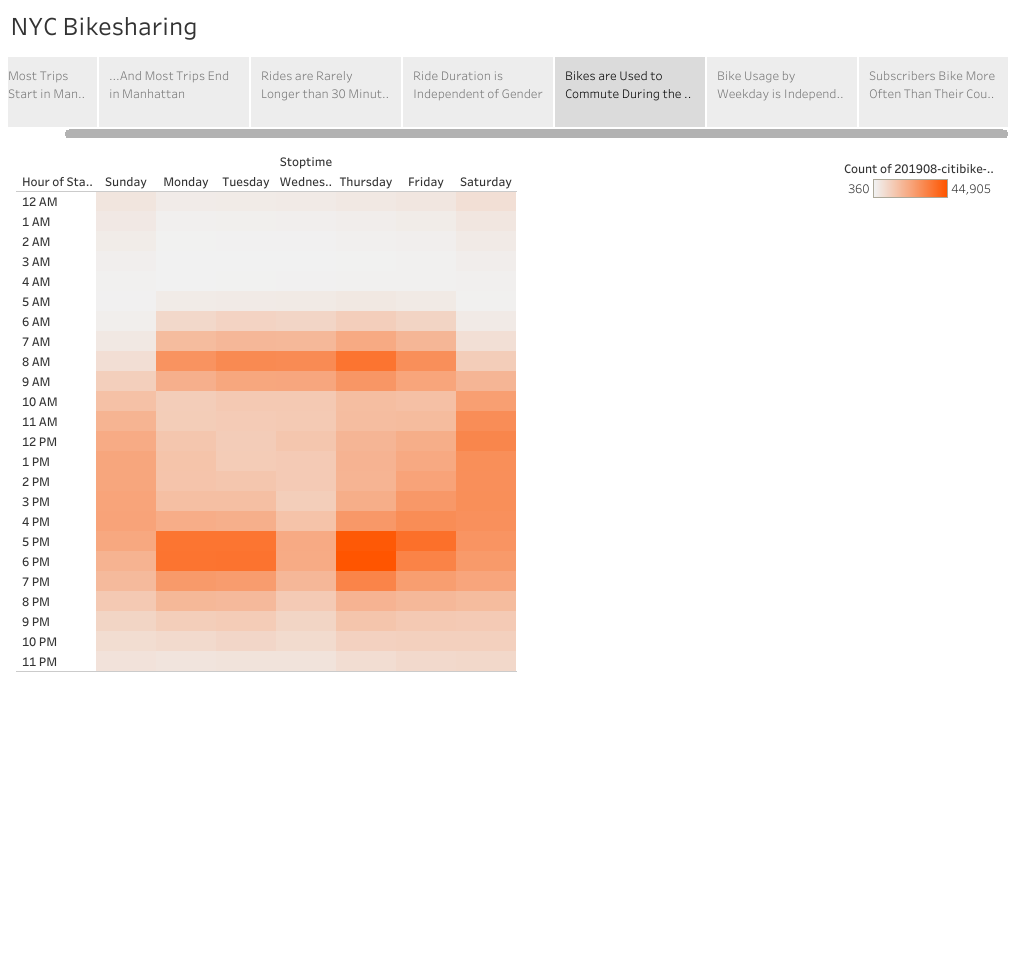 NYC Bikesharing
Most Trips
Start in Man..
...And Most Trips End
in Manhattan
Rides are Rarely
Longer than 30 Minut..
Ride Duration is
Independent of Gender
Bikes are Used to
Commute During the ..
Bike Usage by
Weekday is Independ..
Subscribers Bike More
Often Than Their Cou..
Stoptime
Hour of Sta.. Sunday Monday Tuesday Wednes.. Thursday Friday Saturday
12 AM
1 AM
2 AM
3 AM
4 AM
5 AM
6 AM
7 AM
8 AM
9 AM
10 AM
11 AM
12 PM
1 PM
2 PM
3 PM
4 PM
5 PM
6 PM
7 PM
8 PM
9 PM
10 PM
11 PM
Count of 201908-citibike-..
360 44,905